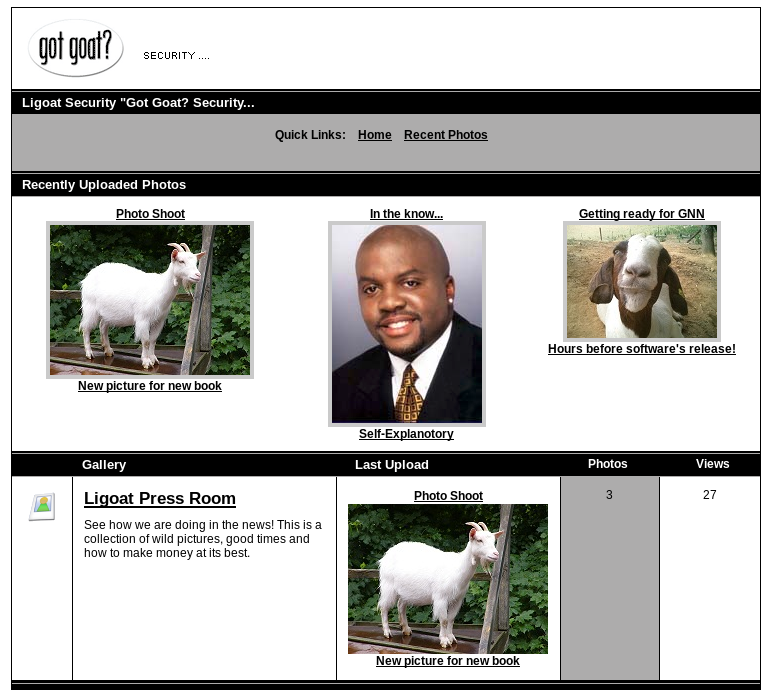 got goat?
SECURITY ....
Ligoat Security "Got Goat? Security...
Quick Links: Home Recent Photos
Recently Uploaded Photos
Photo Shoot
New picture for new book
In the know...
Self-Explanotory
Getting ready for GNN
Hours before software's release!
Gallery Last Upload Photos Views
Ligoat Press Room
See how we are doing in the news! This is a
collection of wild pictures, good times and
how to make money at its best.
Photo Shoot
New picture for new book
3
27